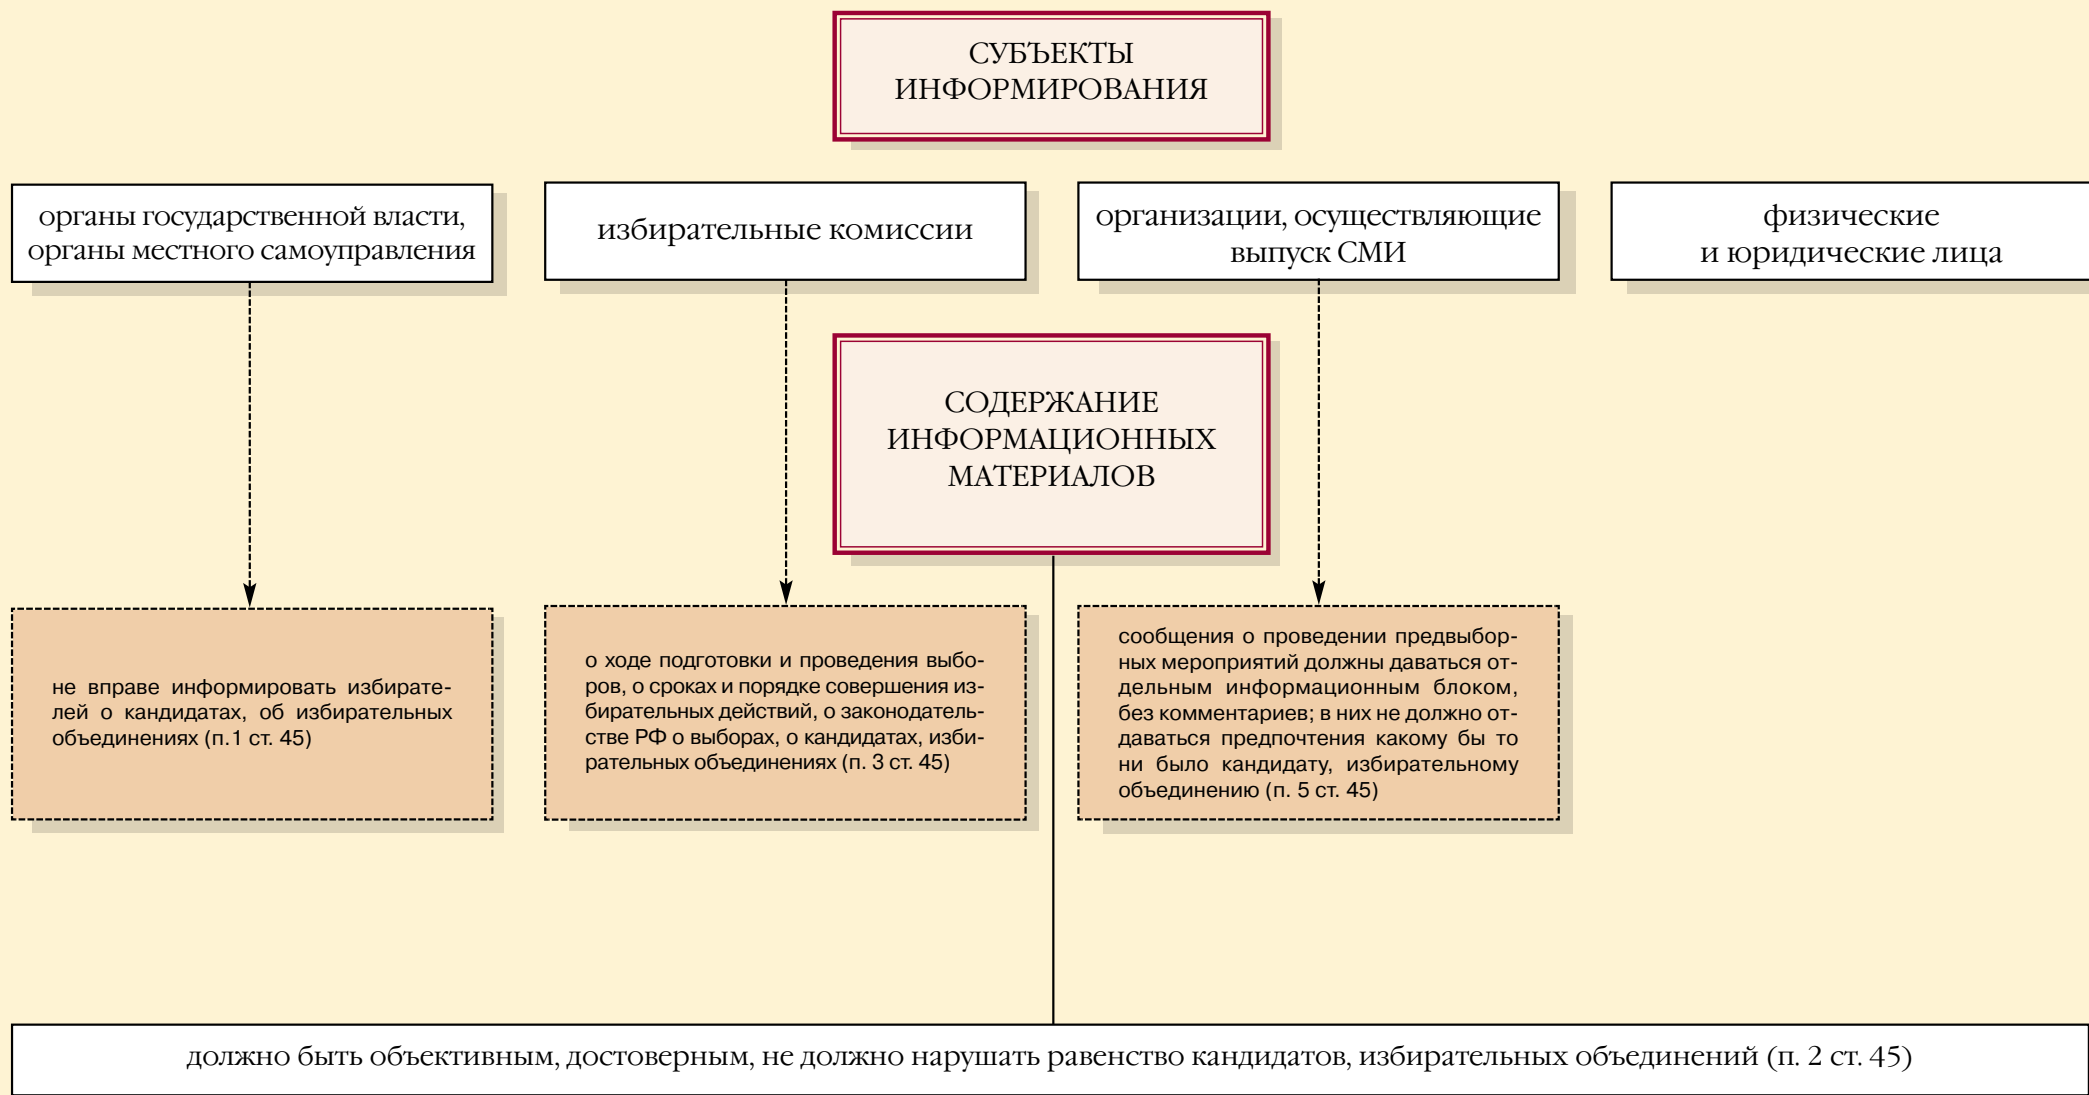 СУБЪЕКТЫ
ИНФОРМИРОВАНИЯ
органы государственной власти,
органы местного самоуправления
избирательные комиссии
организации, осуществляющие
выпуск СМИ
физические
и юридические лица
СОДЕРЖАНИЕ
ИНФОРМАЦИОННЫХ
МАТЕРИАЛОВ
не вправе информировать избирате-
лей о кандидатах, об избирательных
объединениях (п.1 ст. 45)
о ходе подготовки и проведения выбо-
ров, о сроках и порядке совершения из-
бирательных действий, о законодатель-
стве РФ о выборах, о кандидатах, изби-
рательных объединениях (п. 3 ст. 45)
сообщения о проведении предвыбор-
ных мероприятий должны даваться от-
дельным информационным блоком,
без комментариев; в них не должно от-
даваться предпочтения какому бы то
ни было кандидату, избирательному
объединению (п. 5 ст. 45)
должно быть объективным, достоверным, не должно нарушать равенство кандидатов, избирательных объединений (п. 2 ст. 45)